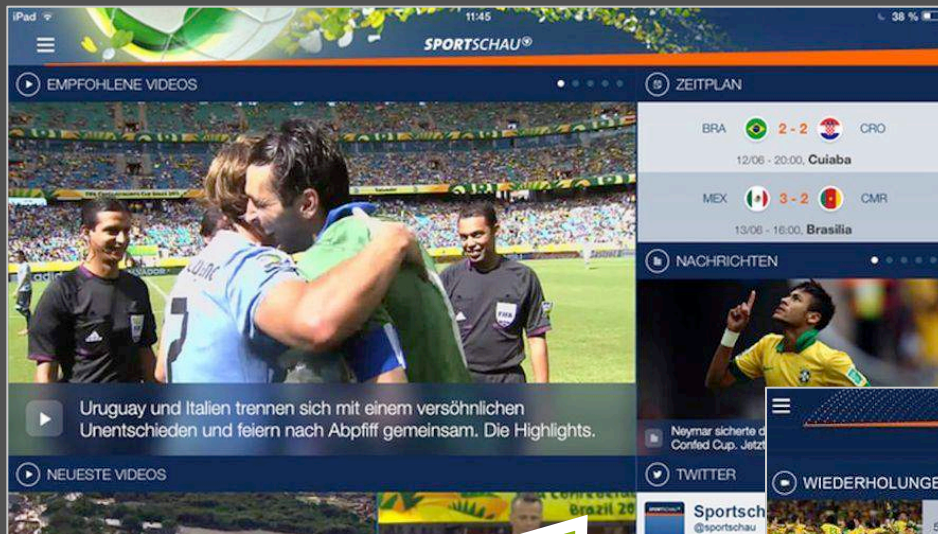 iPad 11:45 38 %
SPORTSCHAU
EMPFOHLENE VIDEOS
Uruguay und Italien trennen sich mit einem versöhnlichen
Unentschieden und feiern nach Abpfiff gemeinsam. Die Highlights.
NEUESTE VIDEOS
Brazil 20
ZEITPLAN
BRA 2 - 2 CRO
12/06 - 20:00, Cuiaba
MEX 3 - 2 CMR
13/06 - 16:00, Brasilia
NACHRICHTEN
Neymar sicherte d
Confed Cup. Jetzt
TWITTER
Sportsch
@sportschau
WIEDERHOLUNGE